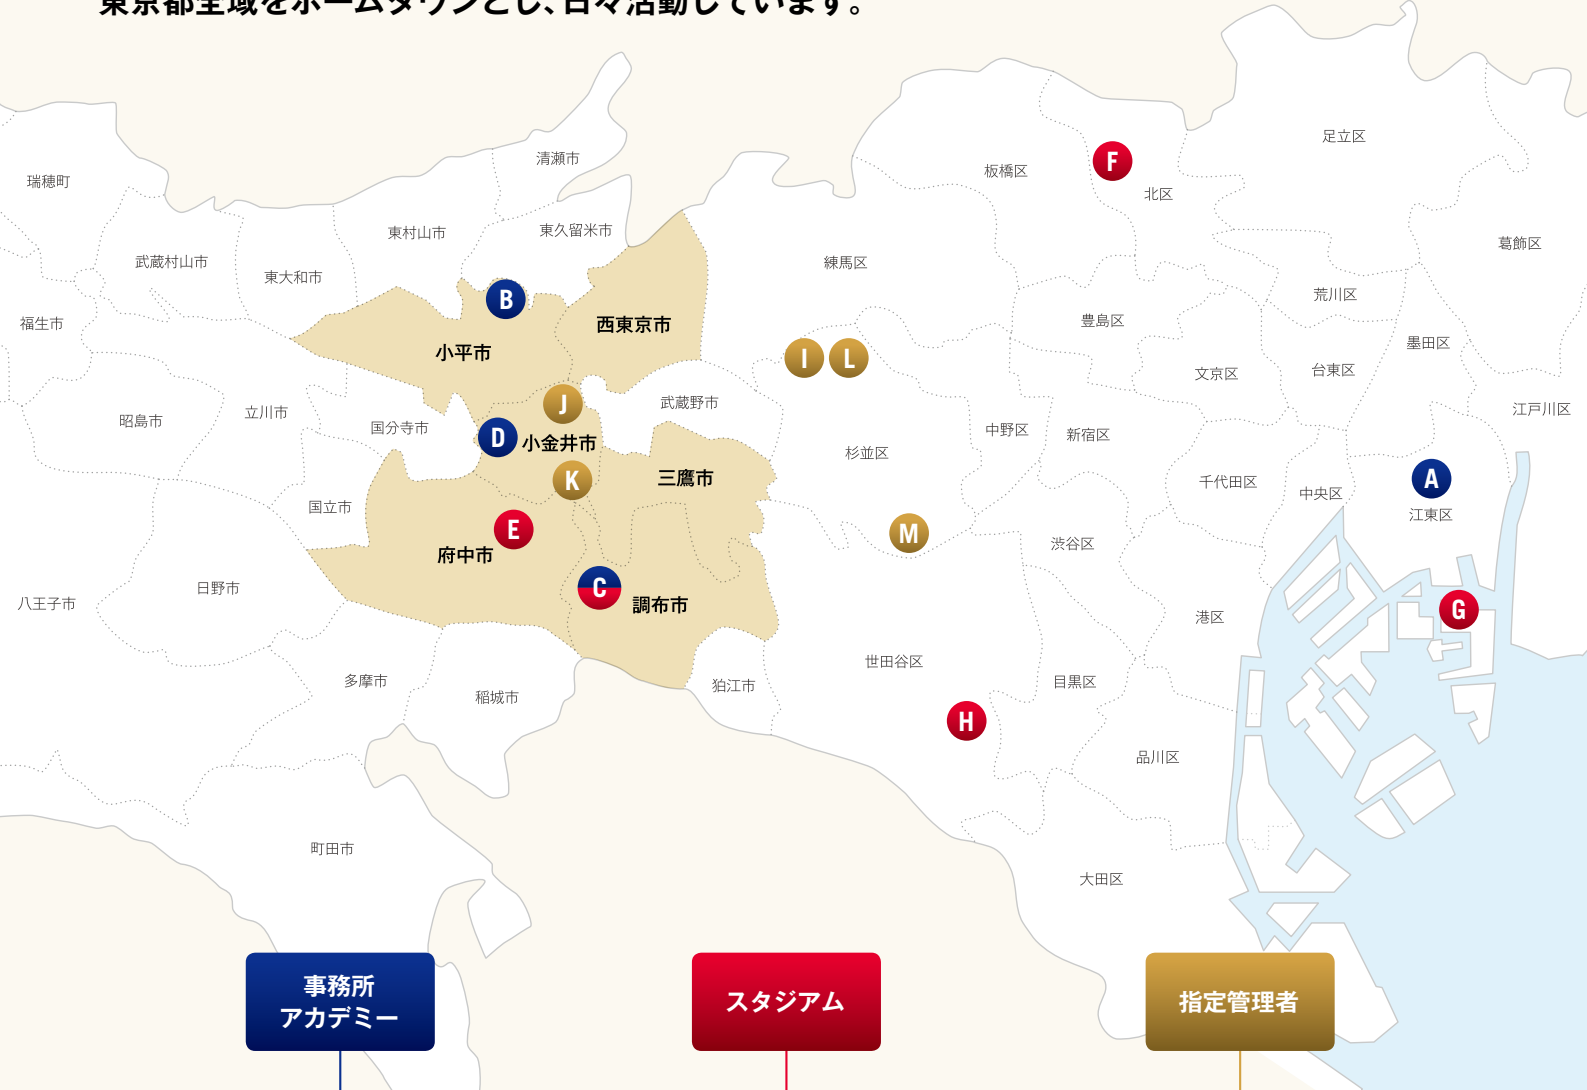 東京都全域をホームタウンとし、日々活動しています。
足立区
清瀬市
F
板橋区
瑞穂町
北区
東村山市
東久留米市
葛飾区
武蔵村山市
練馬区
東大和市
荒川区
B
福生市
西東京市
豊島区
墨田区
小平市
I
L
台東区
文京区
武蔵野市
J
江戸川区
立川市
昭島市
国分寺市
D
小金井市
中野区
新宿区
杉並区
三鷹市
K
千代田区
A
中央区
国立市
江東区
E
M
渋谷区
府中市
日野市
C
八王子市
調布市
G
港区
世田谷区
多摩市
狛江市
目黒区
稲城市
H
品川区
町田市
大田区
事務所
アカデミー
スタジアム
指定管理者